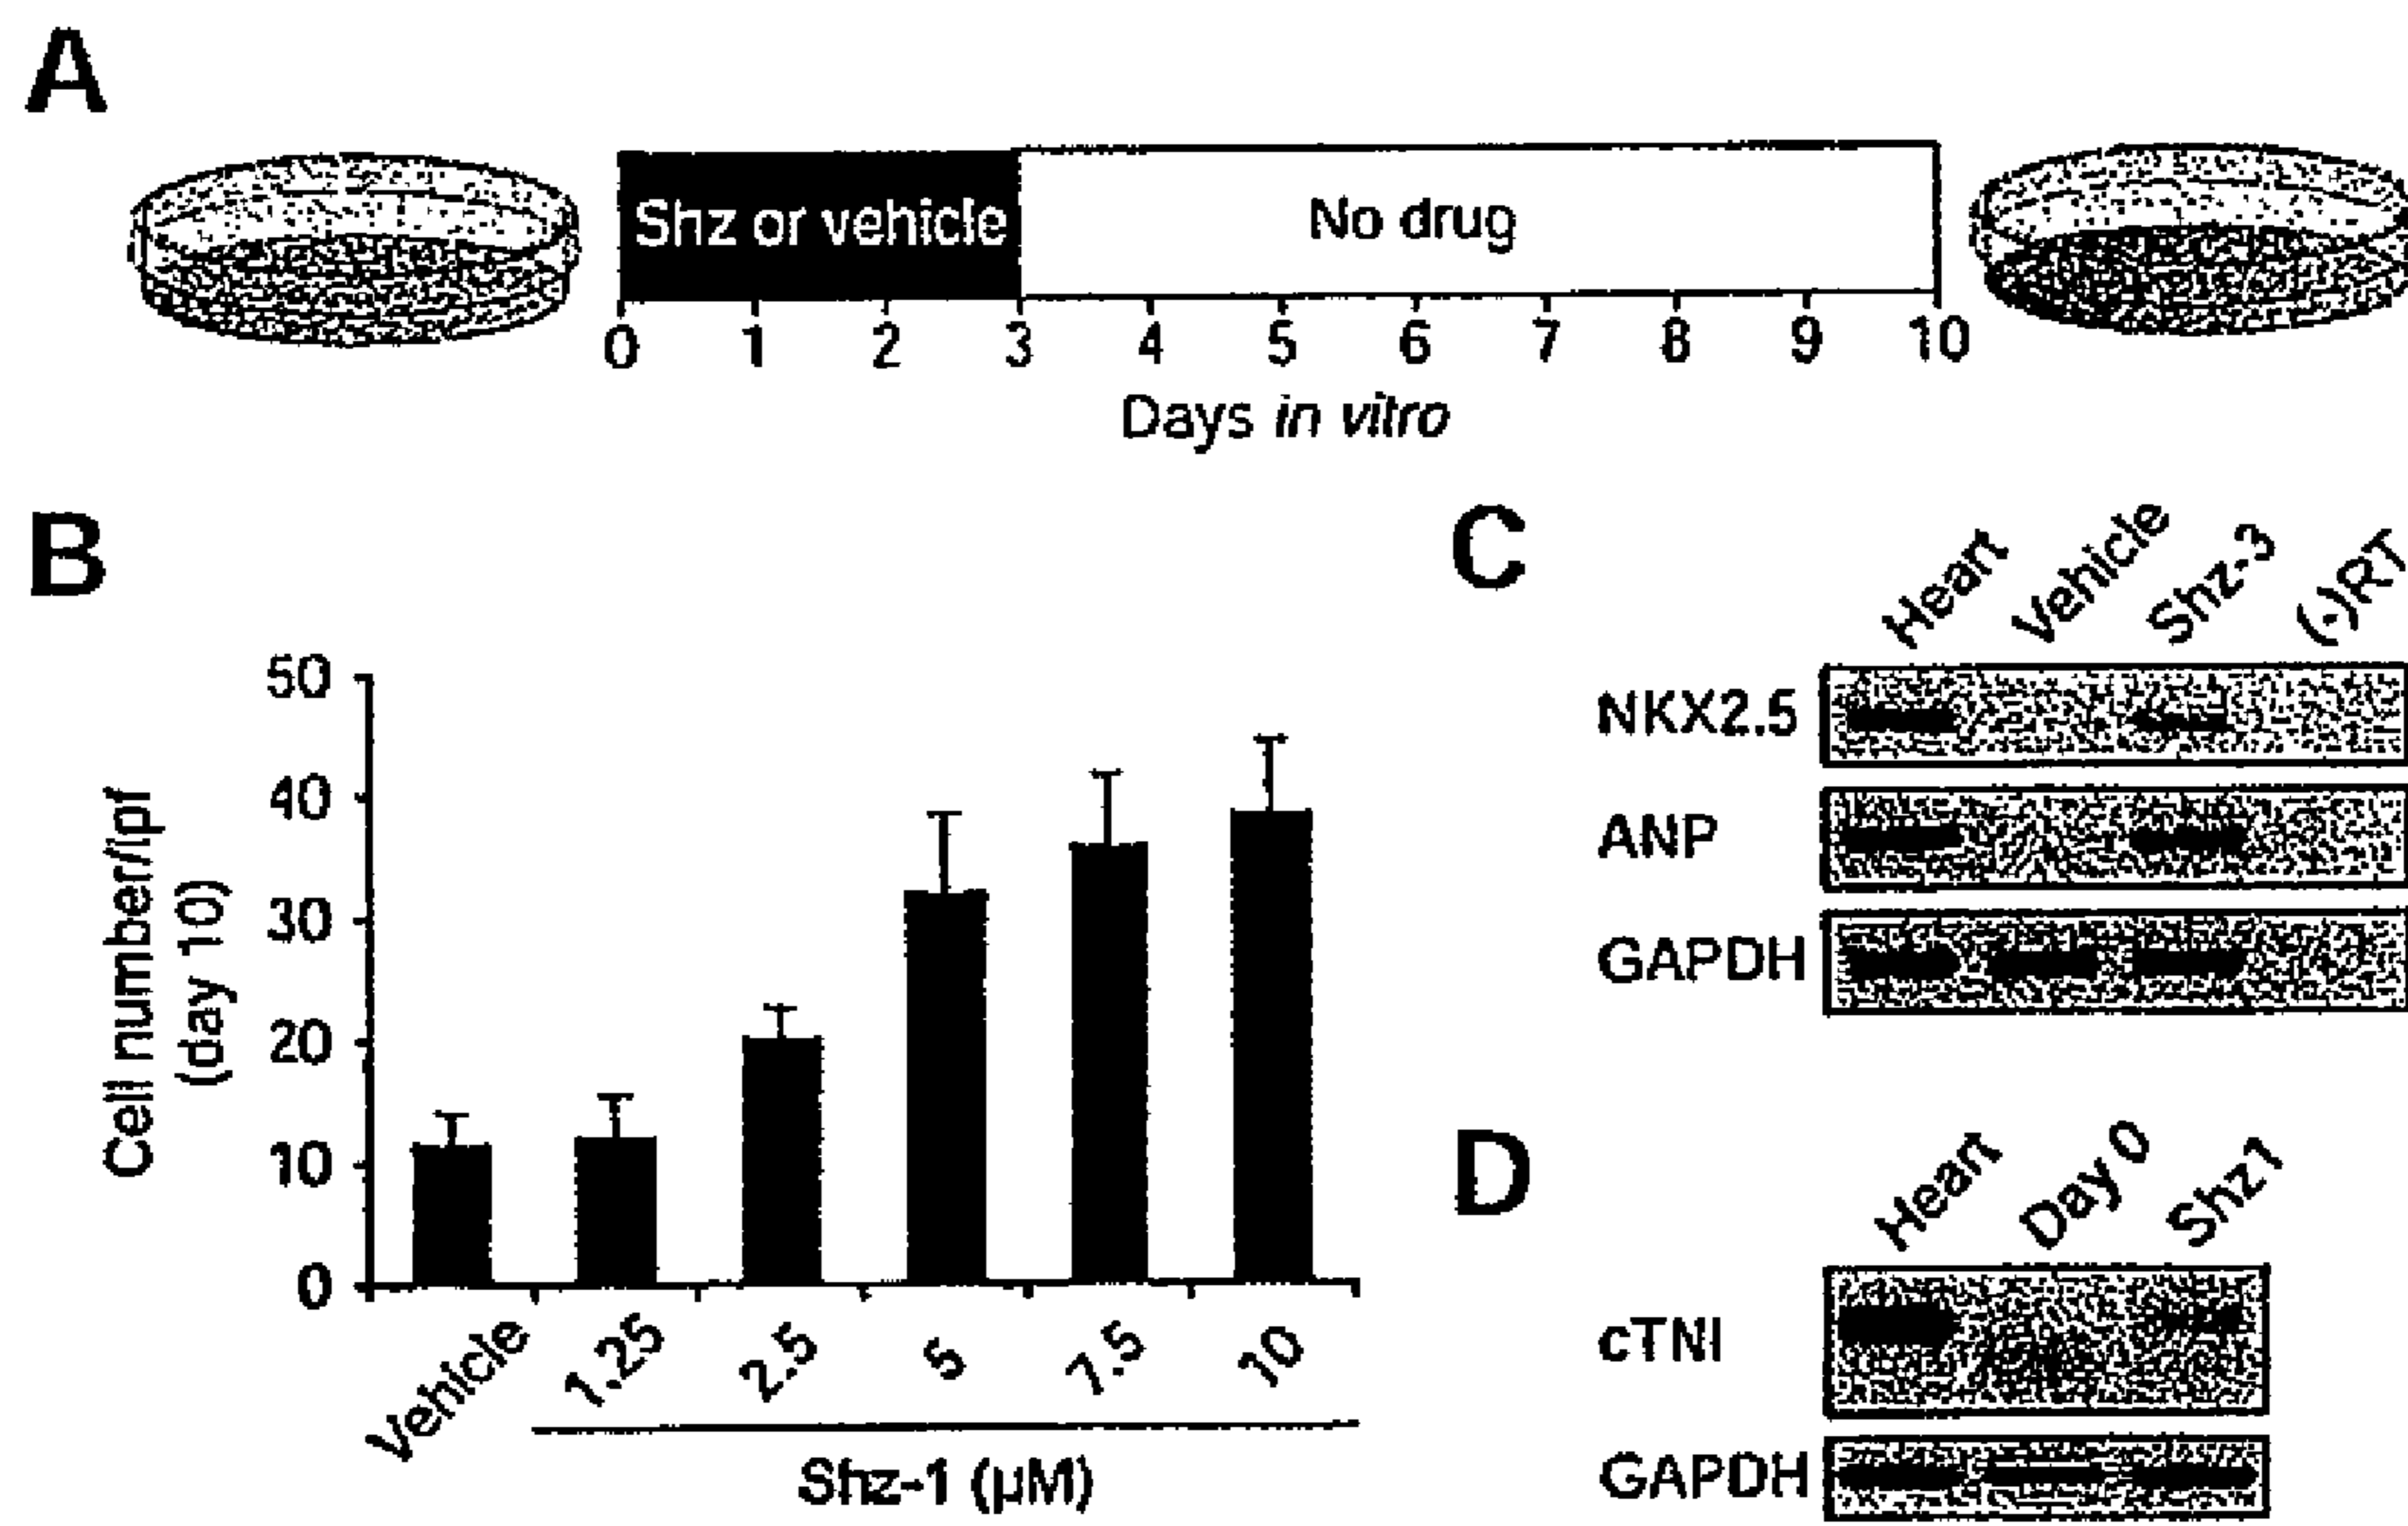 A
Shz or vehicle No drug
0 1 2 3 4 5 6 7 8 9 10
Days in vitro
B
Cell number/lpf
(day 10)
50
40
30
20
10
0
Vehicle 1.25 2.5 5 7.5 10
Shz-1 (µM)
C
Heart Vehicle Shz-3 (-)RT
NKX2.5
ANP
GAPDH
D
Heart Day 0 Shz1
cTNI
GAPDH